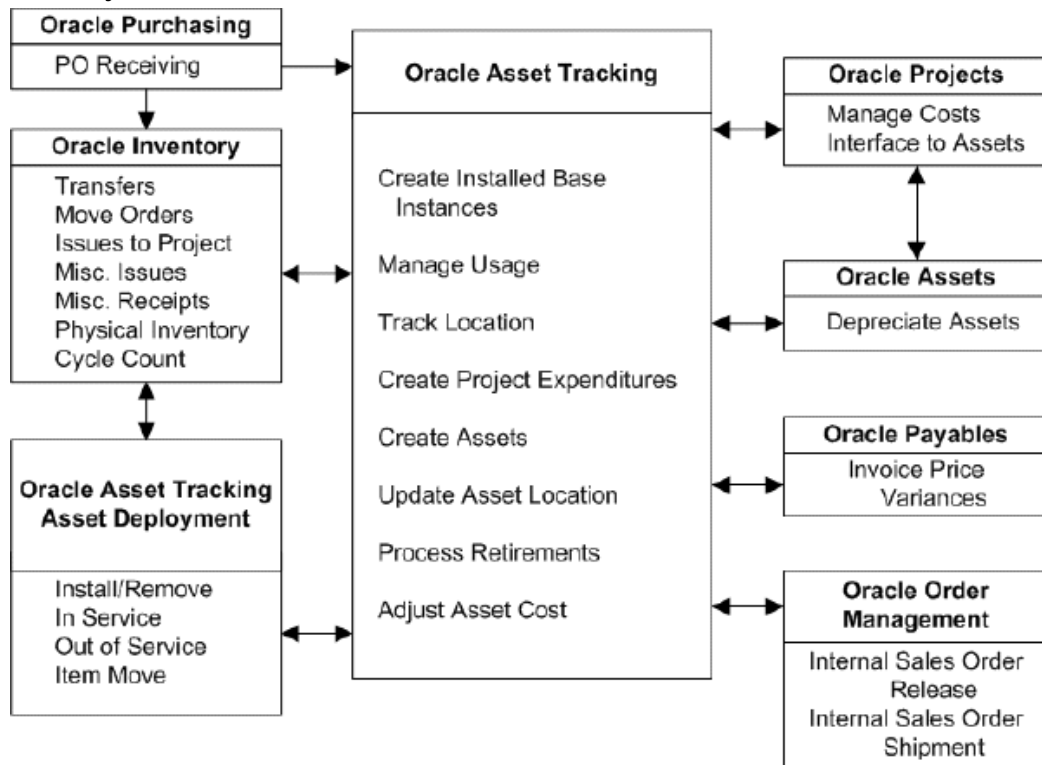 Oracle Purchasing
PO Receiving
Oracle Inventory
Transfers
Move Orders
Issues to Project
Misc. Issues
Misc. Receipts
Physical Inventory
Cycle Count
Oracle Asset Tracking
Asset Deployment
Install/Remove
In Service
Out of Service
Item Move
Oracle Asset Tracking
Create Installed Base
Instances
Manage Usage
Track Location
Create Project Expenditures
Create Assets
Update Asset Location
Process Retirements
Adjust Asset Cost
Oracle Projects
Manage Costs
Interface to Assets
Oracle Assets
Depreciate Assets
Oracle Payables
Invoice Price
Variances
Oracle Order
Management
Internal Sales Order
Release
Internal Sales Order
Shipment